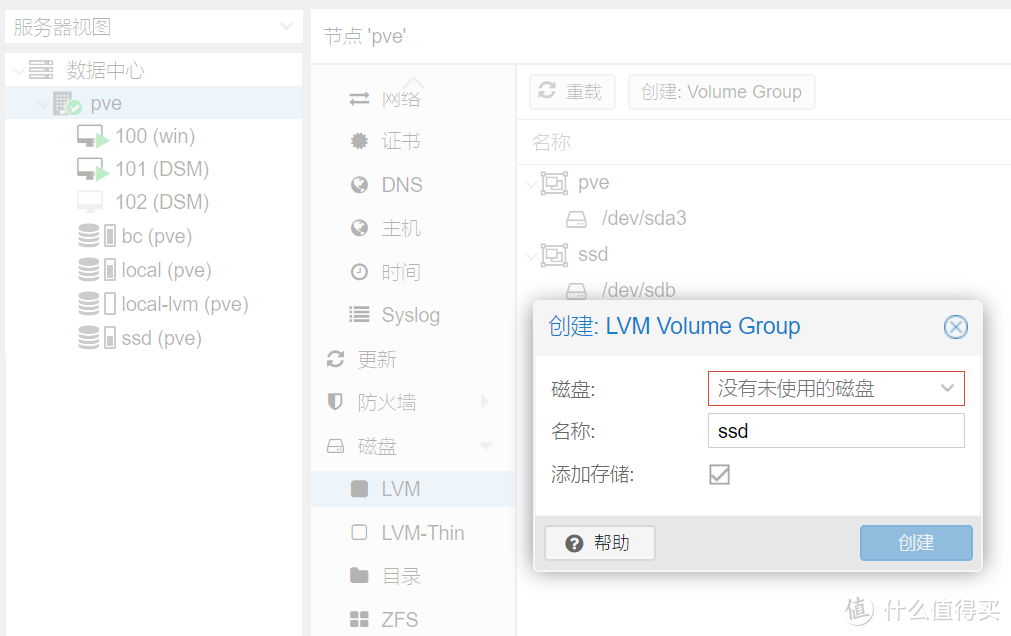 服务器视图
数据中心
pve
100 (win)
101 (DSM)
102 (DSM)
bc (pve)
local (pve)
local-lvm (pve)
ssd (pve)
节点 'pve'
网络
证书
DNS
主机
时间
Syslog
更新
防火墙
磁盘
LVM
LVM-Thin
目录
ZFS
重载
创建: Volume Group
名称
pve
/dev/sda3
ssd
/dev/sdb
创建: LVM Volume Group
磁盘:
没有未使用的磁盘
名称:
ssd
添加存储:
帮助
创建
值 什么值得买